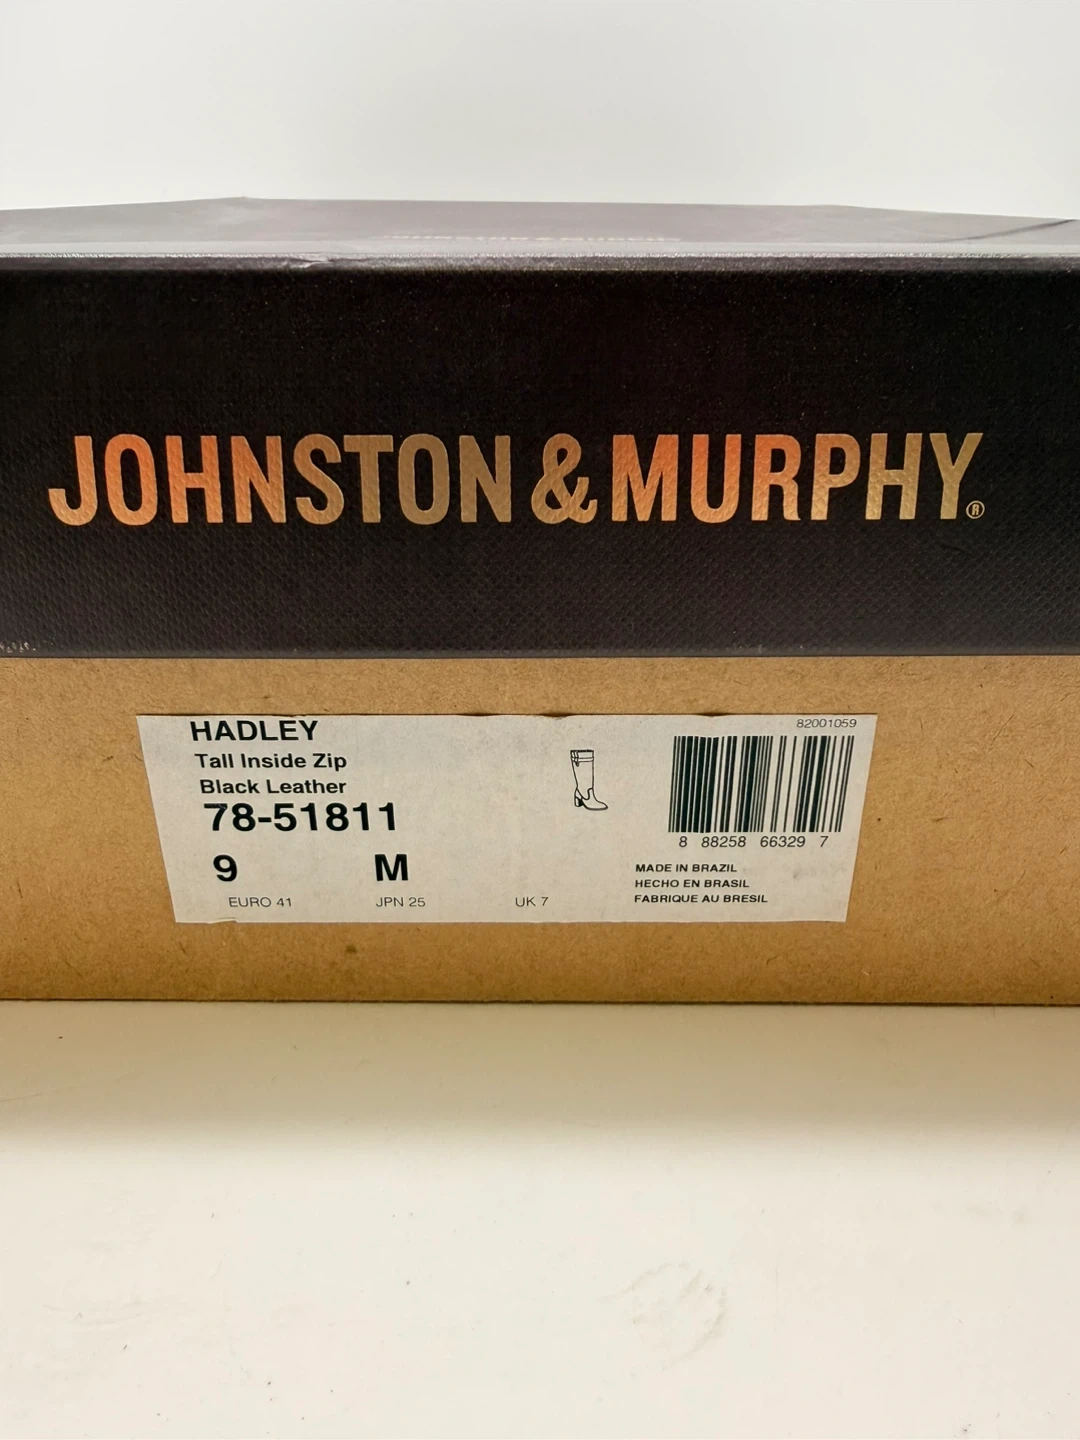 JOHNSTON & MURPHY®
HADLEY
Tall Inside Zip
Black Leather
78-51811
9 M
EURO 41 JPN 25 UK 7
82001059
8 88258 66329 7
MADE IN BRAZIL
HECHO EN BRASIL
FABRIQUE AU BRESIL